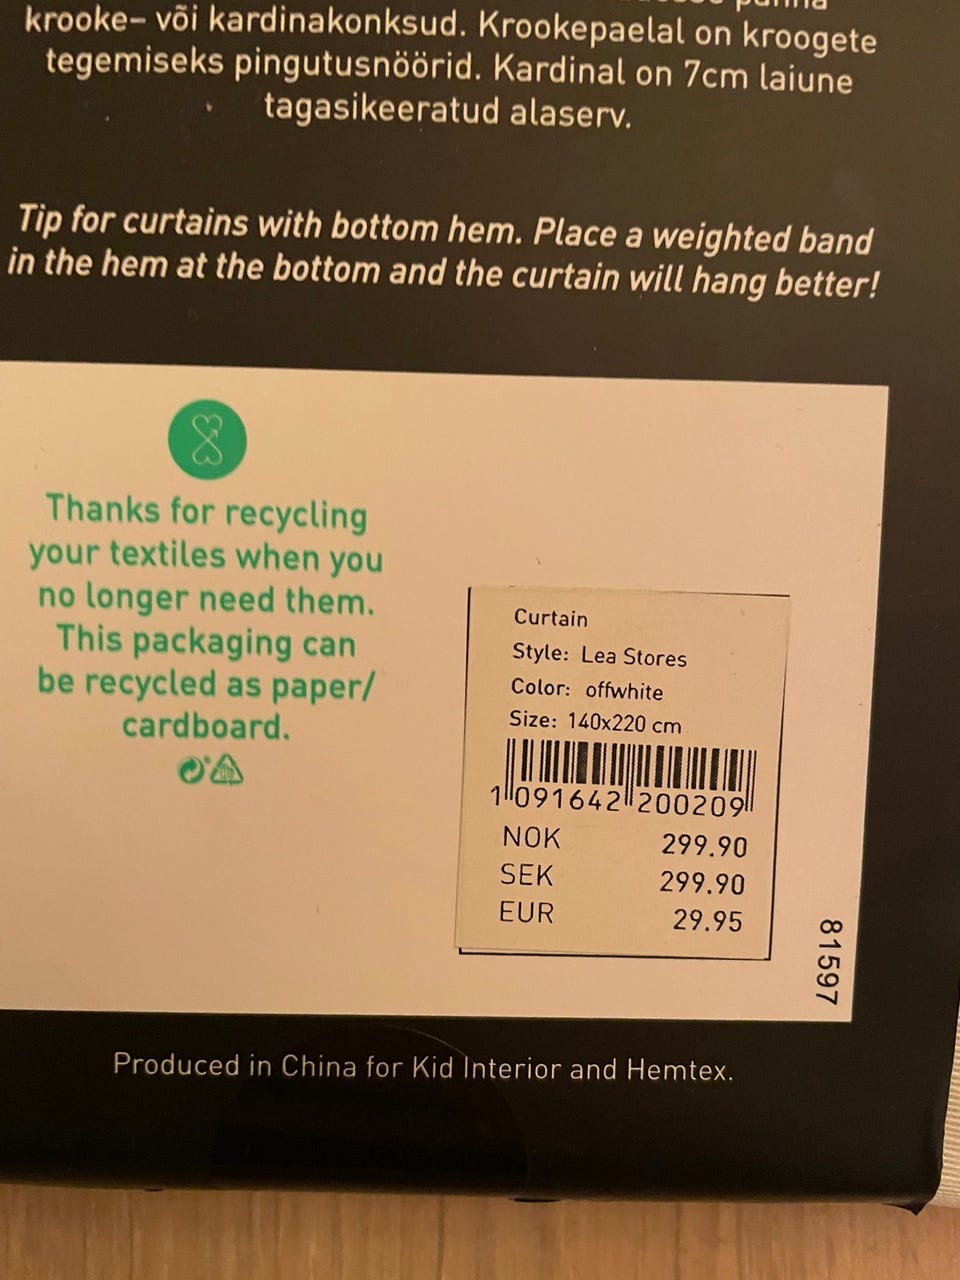 krooke- või kardinakonksud. Krookepaelal on kroogete
tegemiseks pingutusnöörid. Kardinal on 7cm laiune
tagasikeeratud alaserv.
Tip for curtains with bottom hem. Place a weighted band
in the hem at the bottom and the curtain will hang better!
Thanks for recycling
your textiles when you
no longer need them.
This packaging can
be recycled as paper/
cardboard.
Curtain
Style: Lea Stores
Color: offwhite
Size: 140x220 cm
1 091642 200209
NOK 299.90
SEK 299.90
EUR 29.95
81597
Produced in China for Kid Interior and Hemtex.